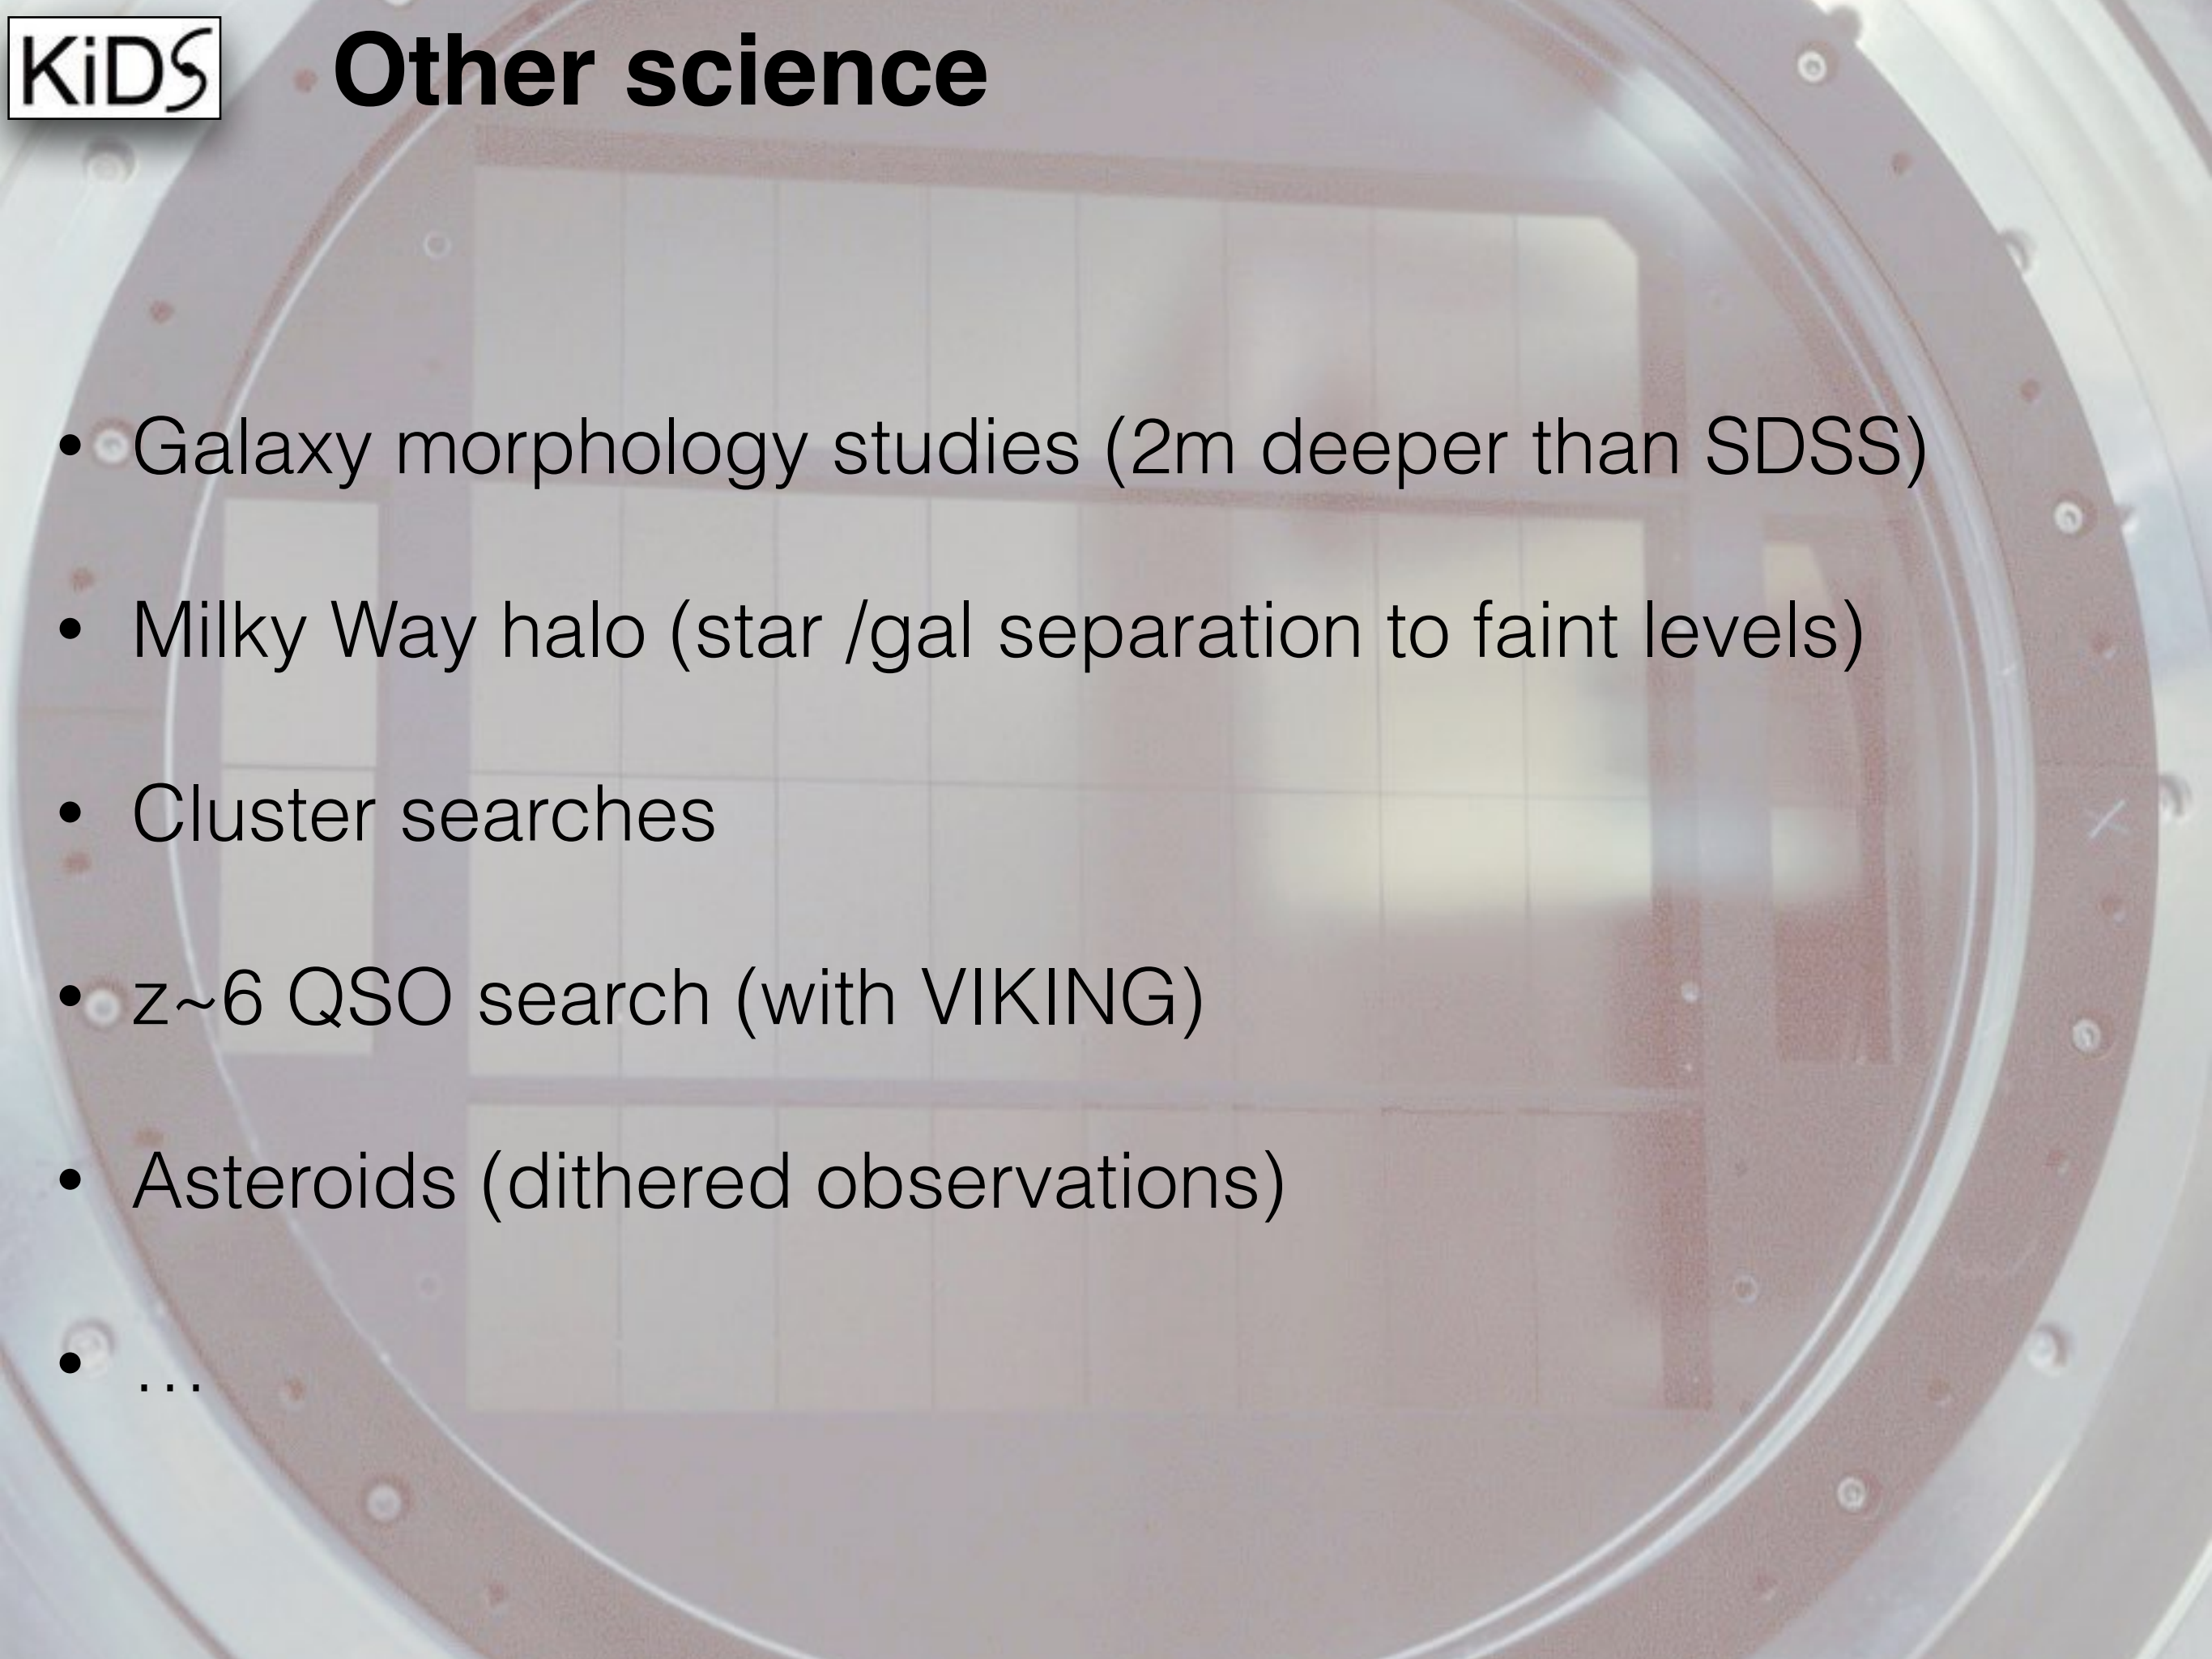 KiDS
Other science
• Galaxy morphology studies (2m deeper than SDSS)
• Milky Way halo (star /gal separation to faint levels)
• Cluster searches
• z~6 QSO search (with VIKING)
• Asteroids (dithered observations)
• …